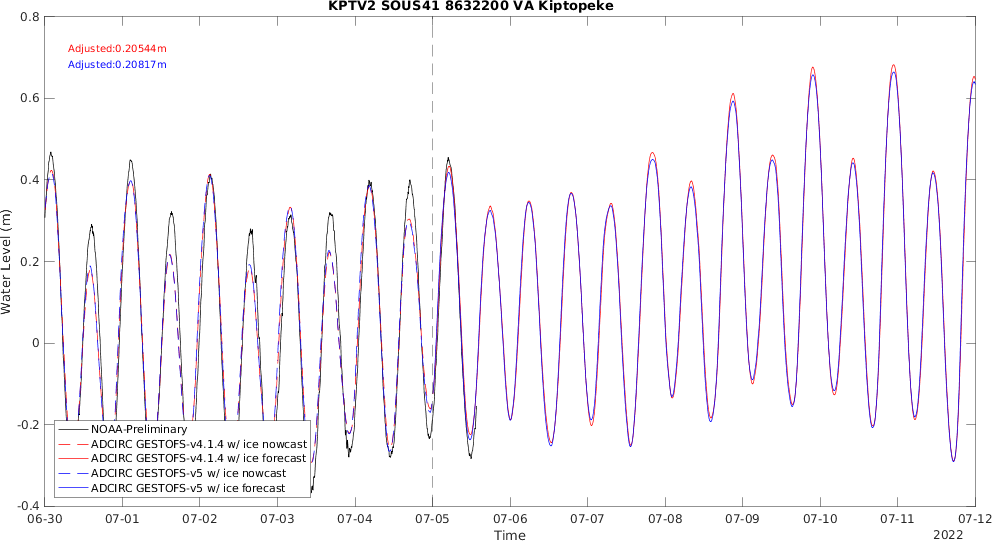 KPTV2 SOUS41 8632200 VA Kiptopeke
0.8
Adjusted:0.20544m
Adjusted:0.20817m
0.6
0.4
0.2
0
-0.2
-0.4
Water Level (m)
NOAA-Preliminary
ADCIRC GESTOFS-v4.1.4 w/ ice nowcast
ADCIRC GESTOFS-v4.1.4 w/ ice forecast
ADCIRC GESTOFS-v5 w/ ice nowcast
ADCIRC GESTOFS-v5 w/ ice forecast
06-30 07-01 07-02 07-03 07-04 07-05 07-06 07-07 07-08 07-09 07-10 07-11 07-12
Time
2022